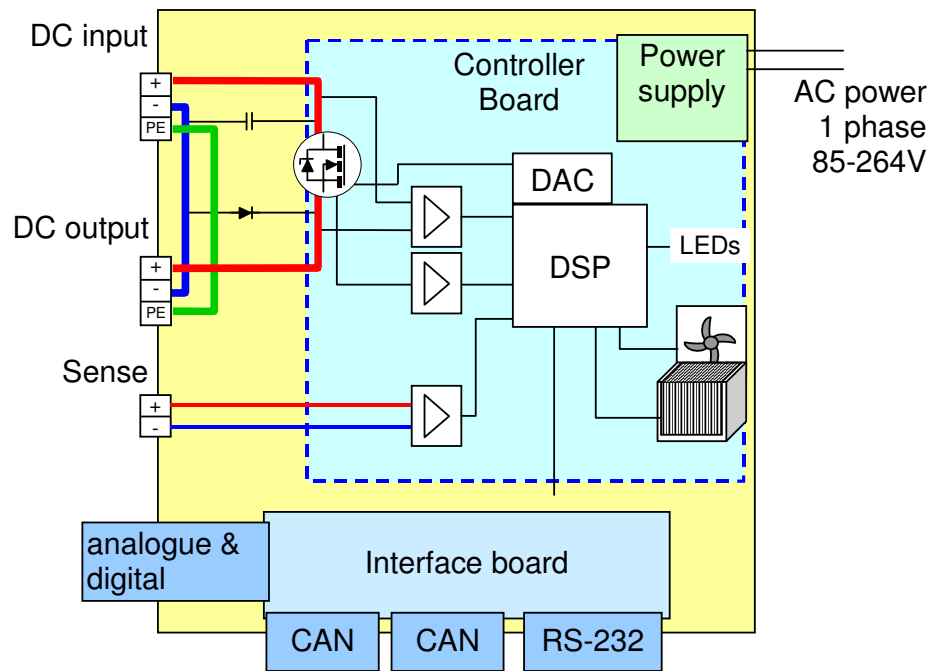 DC input
+
-
PE
DC output
+
-
PE
Sense
+
-
Controller
Board
Power
supply
AC power
1 phase
85-264V
DAC
DSP
LEDs
analogue &
digital
Interface board
CAN
CAN
RS-232